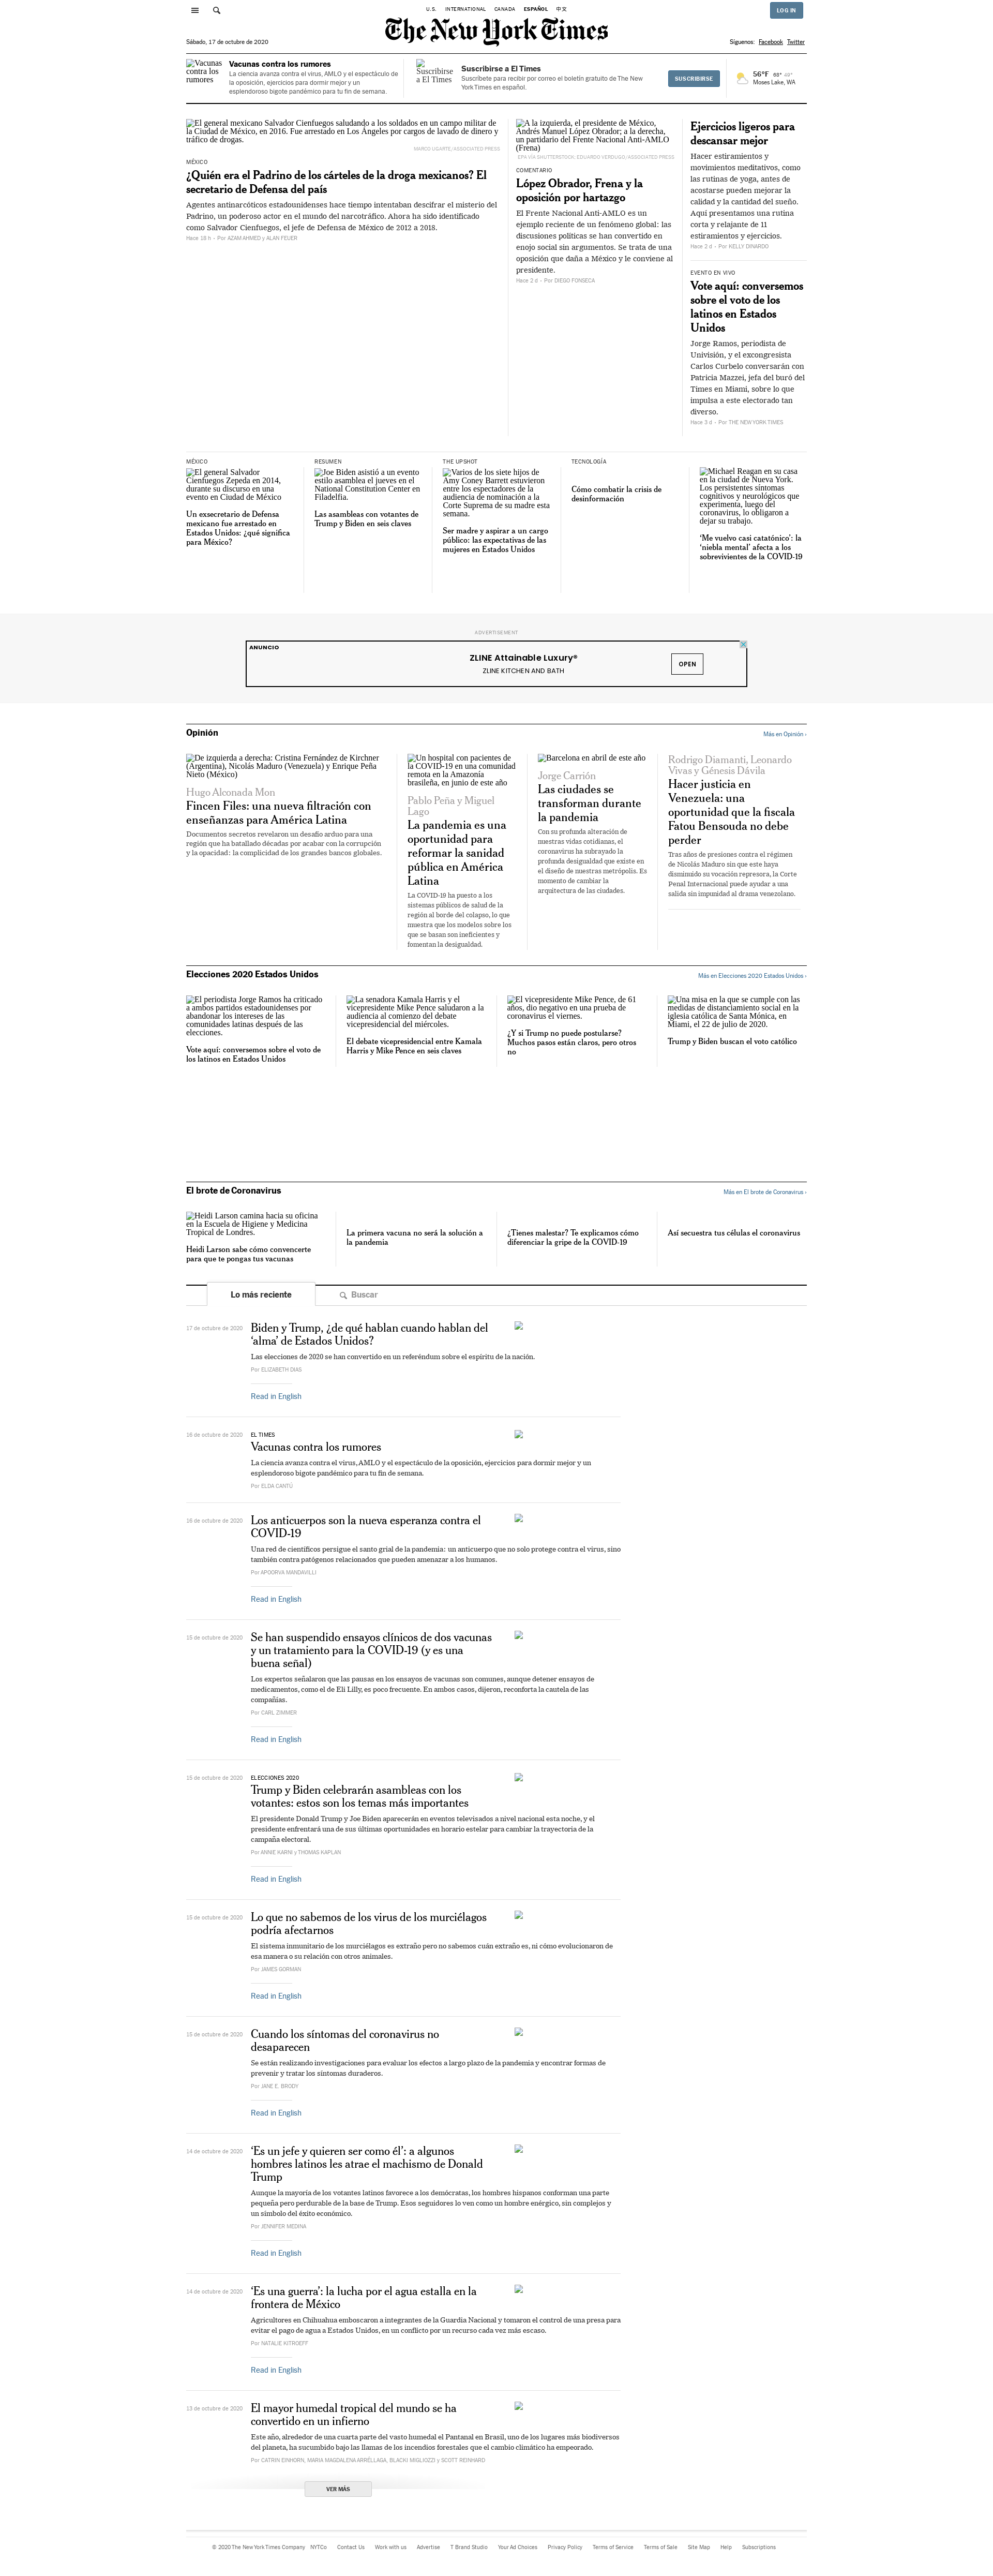 U.S. INTERNATIONAL CANADA ESPAÑOL 中文
LOG IN
The New York Times
Sábado, 17 de octubre de 2020
Síguenos: Facebook Twitter
Vacunas contra los rumores
Vacunas contra los rumores
La ciencia avanza contra el virus, AMLO y el espectáculo de la oposición, ejercicios para dormir mejor y un esplendoroso bigote pandémico para tu fin de semana.
Suscribirse a El Times
Suscribirse a El Times
Suscríbete para recibir por correo el boletín gratuito de The New York Times en español.
SUSCRIBIRSE
56°F 68° 49°
Moses Lake, WA
El general mexicano Salvador Cienfuegos saludando a los soldados en un campo militar de la Ciudad de México, en 2016. Fue arrestado en Los Ángeles por cargos de lavado de dinero y tráfico de drogas.
MARCO UGARTE/ASSOCIATED PRESS
MÉXICO
¿Quién era el Padrino de los cárteles de la droga mexicanos? El secretario de Defensa del país
Agentes antinarcóticos estadounidenses hace tiempo intentaban descifrar el misterio del Padrino, un poderoso actor en el mundo del narcotráfico. Ahora ha sido identificado como Salvador Cienfuegos, el jefe de Defensa de México de 2012 a 2018.
Hace 18 h – Por AZAM AHMED y ALAN FEUER
A la izquierda, el presidente de México, Andrés Manuel López Obrador; a la derecha, un partidario del Frente Nacional Anti-AMLO (Frena)
EPA VÍA SHUTTERSTOCK; EDUARDO VERDUGO/ASSOCIATED PRESS
COMENTARIO
López Obrador, Frena y la oposición por hartazgo
El Frente Nacional Anti-AMLO es un ejemplo reciente de un fenómeno global: las discusiones políticas se han convertido en enojo social sin argumentos. Se trata de una oposición que daña a México y le conviene al presidente.
Hace 2 d – Por DIEGO FONSECA
Ejercicios ligeros para descansar mejor
Hacer estiramientos y movimientos meditativos, como las rutinas de yoga, antes de acostarse pueden mejorar la calidad y la cantidad del sueño. Aquí presentamos una rutina corta y relajante de 11 estiramientos y ejercicios.
Hace 2 d – Por KELLY DINARDO
EVENTO EN VIVO
Vote aquí: conversemos sobre el voto de los latinos en Estados Unidos
Jorge Ramos, periodista de Univisión, y el excongresista Carlos Curbelo conversarán con Patricia Mazzei, jefa del buró del Times en Miami, sobre lo que impulsa a este electorado tan diverso.
Hace 3 d – Por THE NEW YORK TIMES
MÉXICO
El general Salvador Cienfuegos Zepeda en 2014, durante su discurso en una evento en Ciudad de México
Un exsecretario de Defensa mexicano fue arrestado en Estados Unidos: ¿qué significa para México?
RESUMEN
Joe Biden asistió a un evento estilo asamblea el jueves en el National Constitution Center en Filadelfia.
Las asambleas con votantes de Trump y Biden en seis claves
THE UPSHOT
Varios de los siete hijos de Amy Coney Barrett estuvieron entre los espectadores de la audiencia de nominación a la Corte Suprema de su madre esta semana.
Ser madre y aspirar a un cargo público: las expectativas de las mujeres en Estados Unidos
TECNOLOGÍA
Cómo combatir la crisis de desinformación
Michael Reagan en su casa en la ciudad de Nueva York. Los persistentes síntomas cognitivos y neurológicos que experimenta, luego del coronavirus, lo obligaron a dejar su trabajo.
‘Me vuelvo casi catatónico’: la ‘niebla mental’ afecta a los sobrevivientes de la COVID-19
ADVERTISEMENT
ANUNCIO
ZLINE Attainable Luxury®
ZLINE KITCHEN AND BATH
OPEN
Opinión
Más en Opinión ›
De izquierda a derecha: Cristina Fernández de Kirchner (Argentina), Nicolás Maduro (Venezuela) y Enrique Peña Nieto (México)
Hugo Alconada Mon
Fincen Files: una nueva filtración con enseñanzas para América Latina
Documentos secretos revelaron un desafío arduo para una región que ha batallado décadas por acabar con la corrupción y la opacidad: la complicidad de los grandes bancos globales.
Un hospital con pacientes de la COVID-19 en una comunidad remota en la Amazonía brasileña, en junio de este año
Pablo Peña y Miguel Lago
La pandemia es una oportunidad para reformar la sanidad pública en América Latina
La COVID-19 ha puesto a los sistemas públicos de salud de la región al borde del colapso, lo que muestra que los modelos sobre los que se basan son ineficientes y fomentan la desigualdad.
Barcelona en abril de este año
Jorge Carrión
Las ciudades se transforman durante la pandemia
Con su profunda alteración de nuestras vidas cotidianas, el coronavirus ha subrayado la profunda desigualdad que existe en el diseño de nuestras metrópolis. Es momento de cambiar la arquitectura de las ciudades.
Rodrigo Diamanti, Leonardo Vivas y Génesis Dávila
Hacer justicia en Venezuela: una oportunidad que la fiscala Fatou Bensouda no debe perder
Tras años de presiones contra el régimen de Nicolás Maduro sin que este haya disminuido su vocación represora, la Corte Penal Internacional puede ayudar a una salida sin impunidad al drama venezolano.
Elecciones 2020 Estados Unidos
Más en Elecciones 2020 Estados Unidos ›
El periodista Jorge Ramos ha criticado a ambos partidos estadounidenses por abandonar los intereses de las comunidades latinas después de las elecciones.
Vote aquí: conversemos sobre el voto de los latinos en Estados Unidos
La senadora Kamala Harris y el vicepresidente Mike Pence saludaron a la audiencia al comienzo del debate vicepresidencial del miércoles.
El debate vicepresidencial entre Kamala Harris y Mike Pence en seis claves
El vicepresidente Mike Pence, de 61 años, dio negativo en una prueba de coronavirus el viernes.
¿Y si Trump no puede postularse? Muchos pasos están claros, pero otros no
Una misa en la que se cumple con las medidas de distanciamiento social en la iglesia católica de Santa Mónica, en Miami, el 22 de julio de 2020.
Trump y Biden buscan el voto católico
El brote de Coronavirus
Más en El brote de Coronavirus ›
Heidi Larson camina hacia su oficina en la Escuela de Higiene y Medicina Tropical de Londres.
Heidi Larson sabe cómo convencerte para que te pongas tus vacunas
La primera vacuna no será la solución a la pandemia
¿Tienes malestar? Te explicamos cómo diferenciar la gripe de la COVID-19
Así secuestra tus células el coronavirus
Lo más reciente
Buscar
17 de octubre de 2020
Biden y Trump, ¿de qué hablan cuando hablan del ‘alma’ de Estados Unidos?
Las elecciones de 2020 se han convertido en un referéndum sobre el espíritu de la nación.
Por ELIZABETH DIAS
Read in English
16 de octubre de 2020
EL TIMES
Vacunas contra los rumores
La ciencia avanza contra el virus, AMLO y el espectáculo de la oposición, ejercicios para dormir mejor y un esplendoroso bigote pandémico para tu fin de semana.
Por ELDA CANTÚ
16 de octubre de 2020
Los anticuerpos son la nueva esperanza contra el COVID-19
Una red de científicos persigue el santo grial de la pandemia: un anticuerpo que no solo protege contra el virus, sino también contra patógenos relacionados que pueden amenazar a los humanos.
Por APOORVA MANDAVILLI
Read in English
15 de octubre de 2020
Se han suspendido ensayos clínicos de dos vacunas y un tratamiento para la COVID-19 (y es una buena señal)
Los expertos señalaron que las pausas en los ensayos de vacunas son comunes, aunque detener ensayos de medicamentos, como el de Eli Lilly, es poco frecuente. En ambos casos, dijeron, reconforta la cautela de las compañías.
Por CARL ZIMMER
Read in English
15 de octubre de 2020
ELECCIONES 2020
Trump y Biden celebrarán asambleas con los votantes: estos son los temas más importantes
El presidente Donald Trump y Joe Biden aparecerán en eventos televisados a nivel nacional esta noche, y el presidente enfrentará una de sus últimas oportunidades en horario estelar para cambiar la trayectoria de la campaña electoral.
Por ANNIE KARNI y THOMAS KAPLAN
Read in English
15 de octubre de 2020
Lo que no sabemos de los virus de los murciélagos podría afectarnos
El sistema inmunitario de los murciélagos es extraño pero no sabemos cuán extraño es, ni cómo evolucionaron de esa manera o su relación con otros animales.
Por JAMES GORMAN
Read in English
15 de octubre de 2020
Cuando los síntomas del coronavirus no desaparecen
Se están realizando investigaciones para evaluar los efectos a largo plazo de la pandemia y encontrar formas de prevenir y tratar los síntomas duraderos.
Por JANE E. BRODY
Read in English
14 de octubre de 2020
‘Es un jefe y quieren ser como él’: a algunos hombres latinos les atrae el machismo de Donald Trump
Aunque la mayoría de los votantes latinos favorece a los demócratas, los hombres hispanos conforman una parte pequeña pero perdurable de la base de Trump. Esos seguidores lo ven como un hombre enérgico, sin complejos y un símbolo del éxito económico.
Por JENNIFER MEDINA
Read in English
14 de octubre de 2020
‘Es una guerra’: la lucha por el agua estalla en la frontera de México
Agricultores en Chihuahua emboscaron a integrantes de la Guardia Nacional y tomaron el control de una presa para evitar el pago de agua a Estados Unidos, en un conflicto por un recurso cada vez más escaso.
Por NATALIE KITROEFF
Read in English
13 de octubre de 2020
El mayor humedal tropical del mundo se ha convertido en un infierno
Este año, alrededor de una cuarta parte del vasto humedal el Pantanal en Brasil, uno de los lugares más biodiversos del planeta, ha sucumbido bajo las llamas de los incendios forestales que el cambio climático ha empeorado.
Por CATRIN EINHORN, MARIA MAGDALENA ARRÉLLAGA, BLACKI MIGLIOZZI y SCOTT REINHARD
VER MÁS
© 2020 The New York Times Company NYTCo Contact Us Work with us Advertise T Brand Studio Your Ad Choices Privacy Policy Terms of Service Terms of Sale Site Map Help Subscriptions